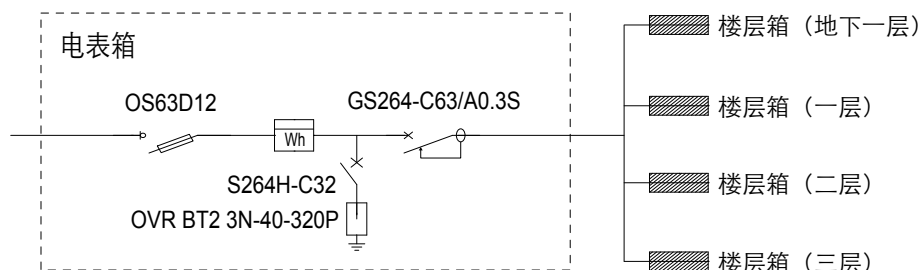 电表箱
OS63D12
GS264-C63/A0.3S
Wh
S264H-C32
OVR BT2 3N-40-320P
楼层箱（地下一层）
楼层箱（一层）
楼层箱（二层）
楼层箱（三层）